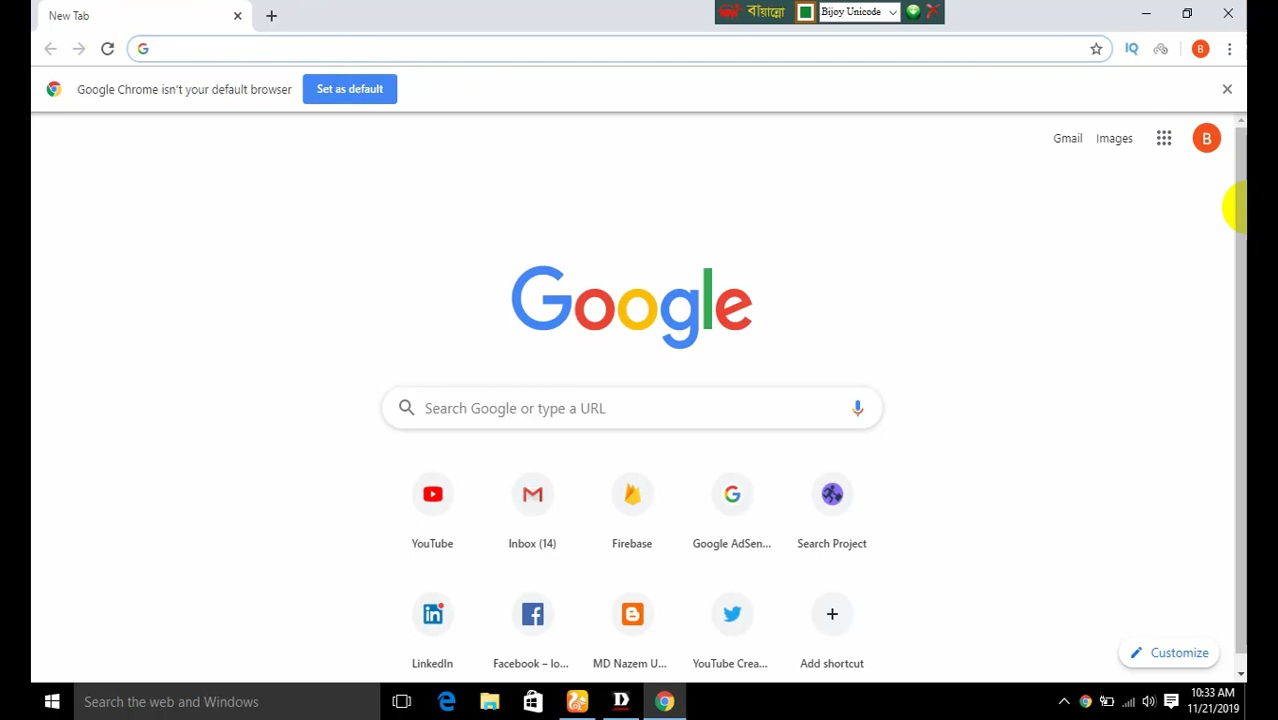 New Tab
বায়ান্নো
Bijoy Unicode
IQ
B
Google Chrome isn't your default browser
Set as default
Gmail
Images
B
Google
Search Google or type a URL
YouTube
Inbox (14)
Firebase
Google AdSen...
Search Project
LinkedIn
Facebook – lo...
MD Nazem U...
YouTube Crea...
Add shortcut
Customize
Search the web and Windows
10:33 AM
11/21/2019